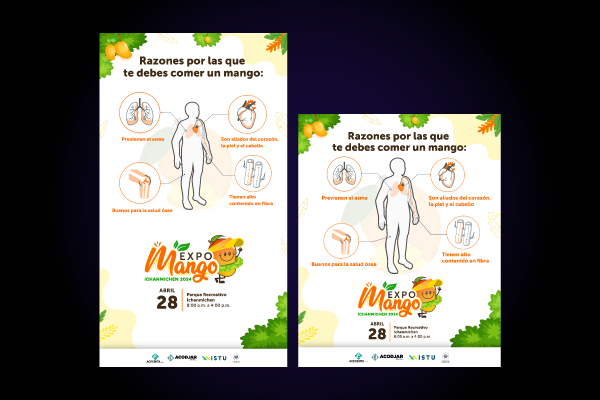 Razones por las que
te debes comer un mango:
Previenen el asma
Son aliados del corazón,
la piel y el cabello
Buenos para la salud ósea
Tienen alto
contenido en fibra
EXPO
Mango
ICHANMICHEN 2024
ABRIL
28
Parque Recreativo
Ichanmichen
8:00 a.m. a 4:00 p.m.
ACODJAR
ISTU
Razones por las que
te debes comer un mango:
Previenen el asma
Son aliados del corazón,
la piel y el cabello
Buenos para la salud ósea
Tienen alto
contenido en fibra
EXPO
Mango
ICHANMICHEN 2024
ABRIL
28
Parque Recreativo
Ichanmichen
8:00 a.m. a 4:00 p.m.
ACODJAR
ISTU